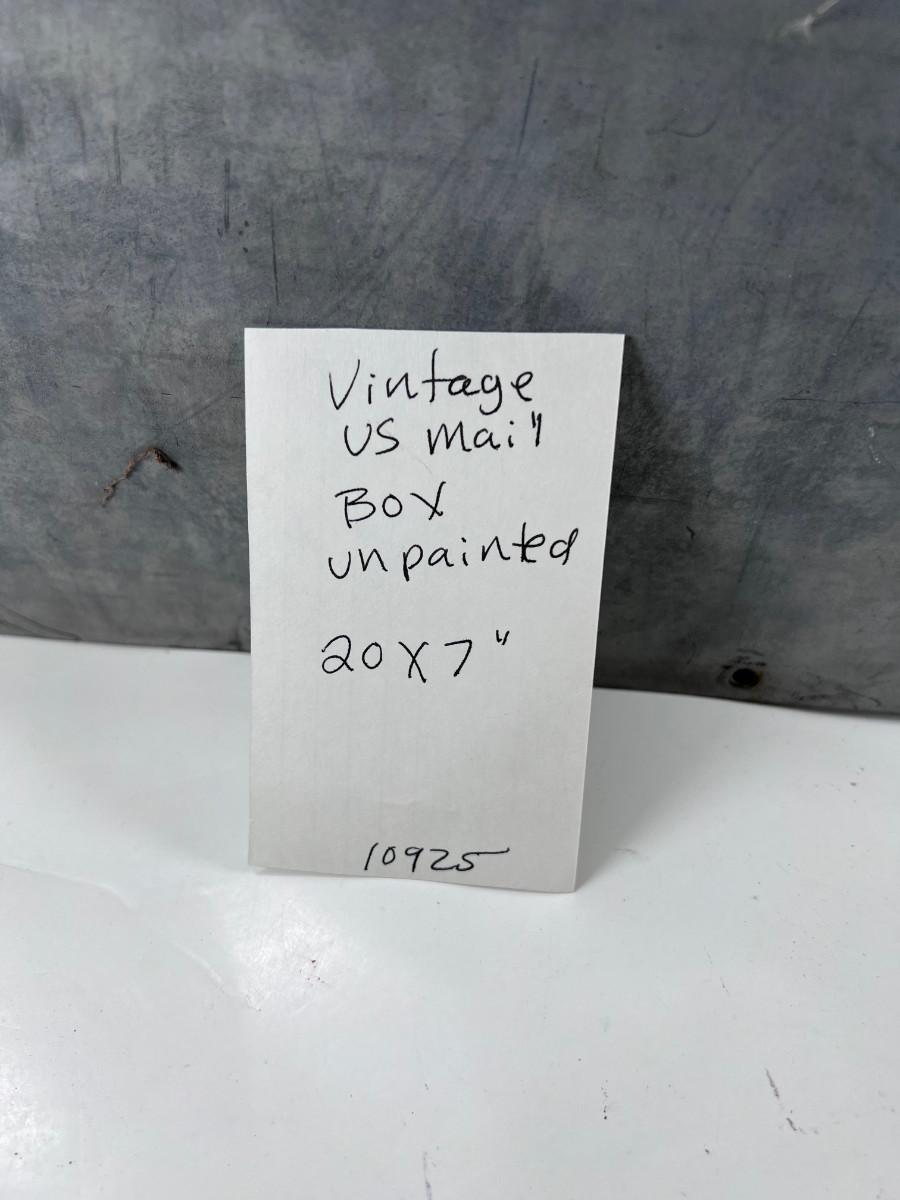 Vintage
US Mail
BOX
unpainted
20X7"
10925